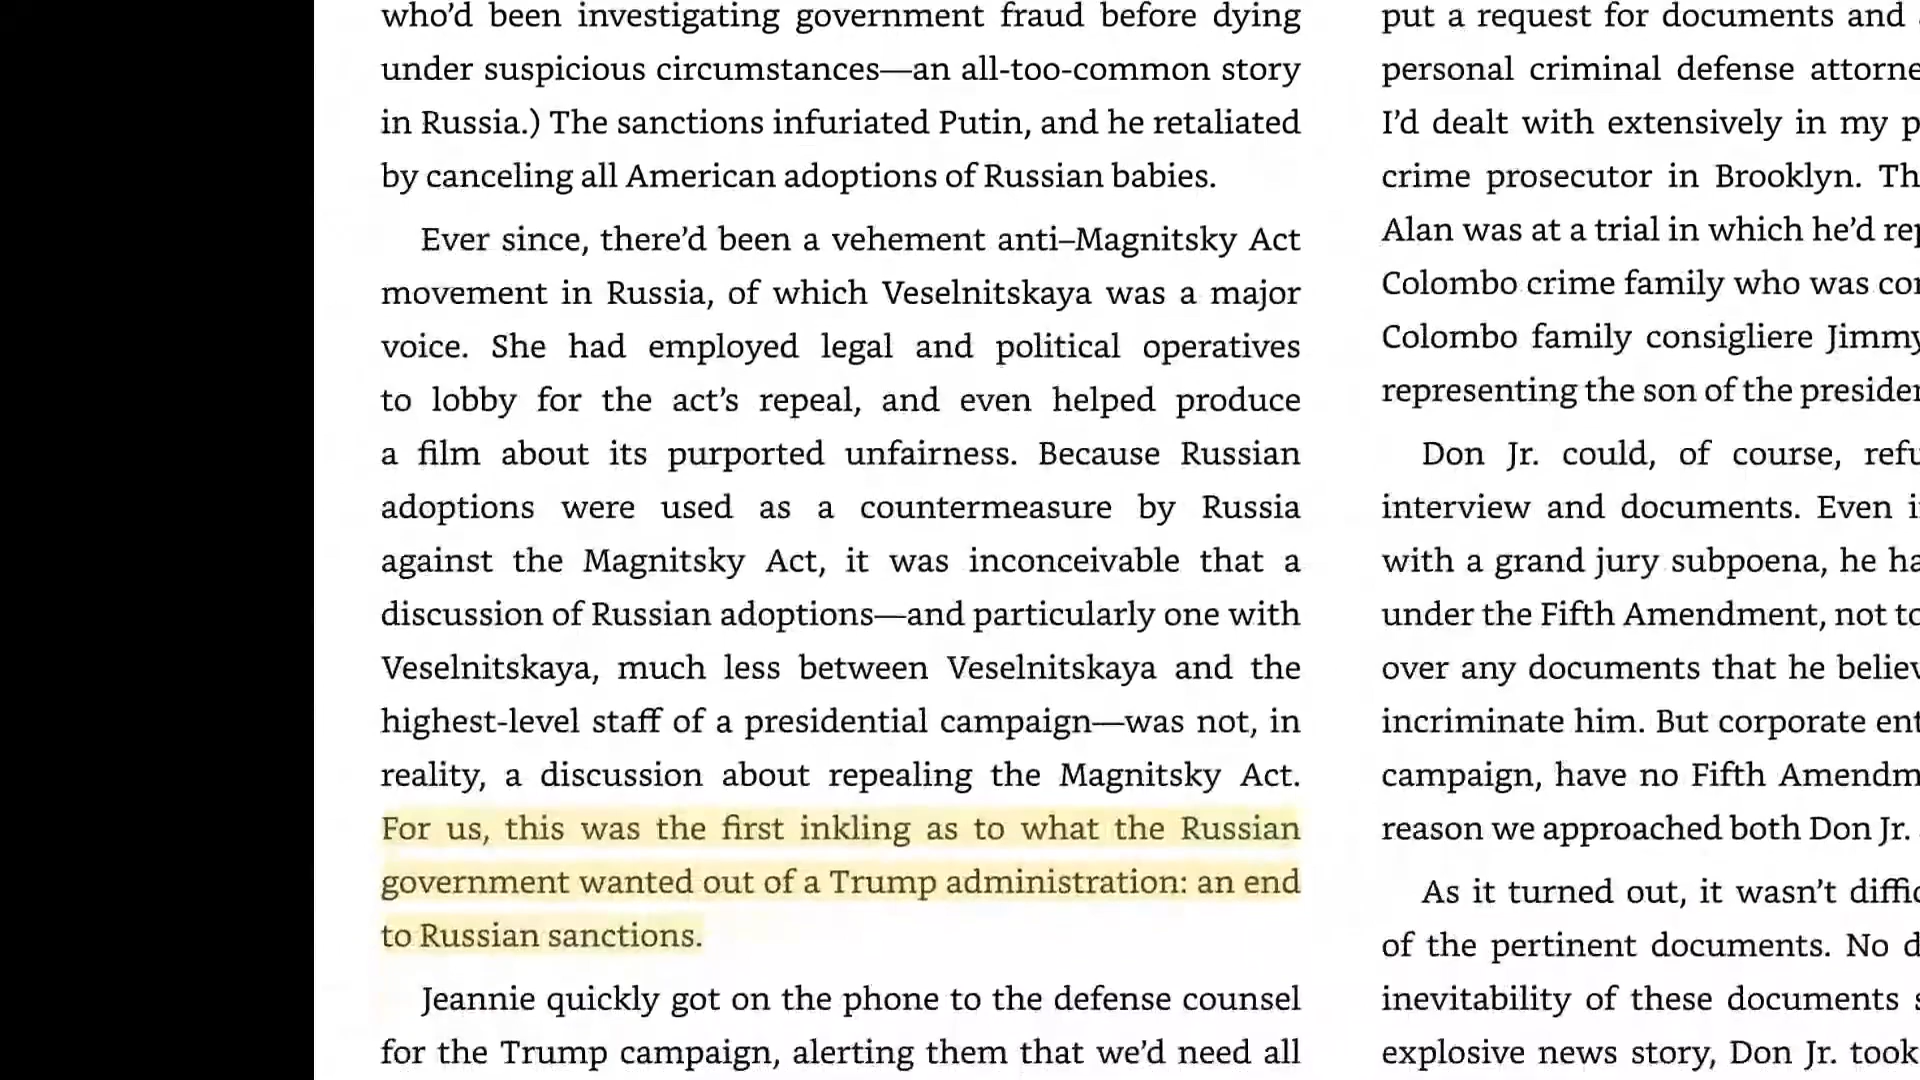 who’d been investigating government fraud before dying
under suspicious circumstances—an all-too-common story
in Russia.) The sanctions infuriated Putin, and he retaliated
by canceling all American adoptions of Russian babies.
Ever since, there’d been a vehement anti–Magnitsky Act
movement in Russia, of which Veselnitskaya was a major
voice. She had employed legal and political operatives
to lobby for the act’s repeal, and even helped produce
a film about its purported unfairness. Because Russian
adoptions were used as a countermeasure by Russia
against the Magnitsky Act, it was inconceivable that a
discussion of Russian adoptions—and particularly one with
Veselnitskaya, much less between Veselnitskaya and the
highest-level staff of a presidential campaign—was not, in
reality, a discussion about repealing the Magnitsky Act.
For us, this was the first inkling as to what the Russian
government wanted out of a Trump administration: an end
to Russian sanctions.
Jeannie quickly got on the phone to the defense counsel
for the Trump campaign, alerting them that we’d need all
put a request for documents and
personal criminal defense
I’d dealt with extensively in my
crime prosecutor in Brooklyn.
Alan was at a trial in which he’d
Colombo crime family who was
Colombo family consigliere Jimmy
representing the son of the
Don Jr. could, of course,
interview and documents. Even
with a grand jury subpoena, he
under the Fifth Amendment, not
over any documents that he
incriminate him. But corporate
campaign, have no Fifth
reason we approached both Don Jr.
As it turned out, it wasn’t
of the pertinent documents. No
inevitability of these documents
explosive news story, Don Jr. took